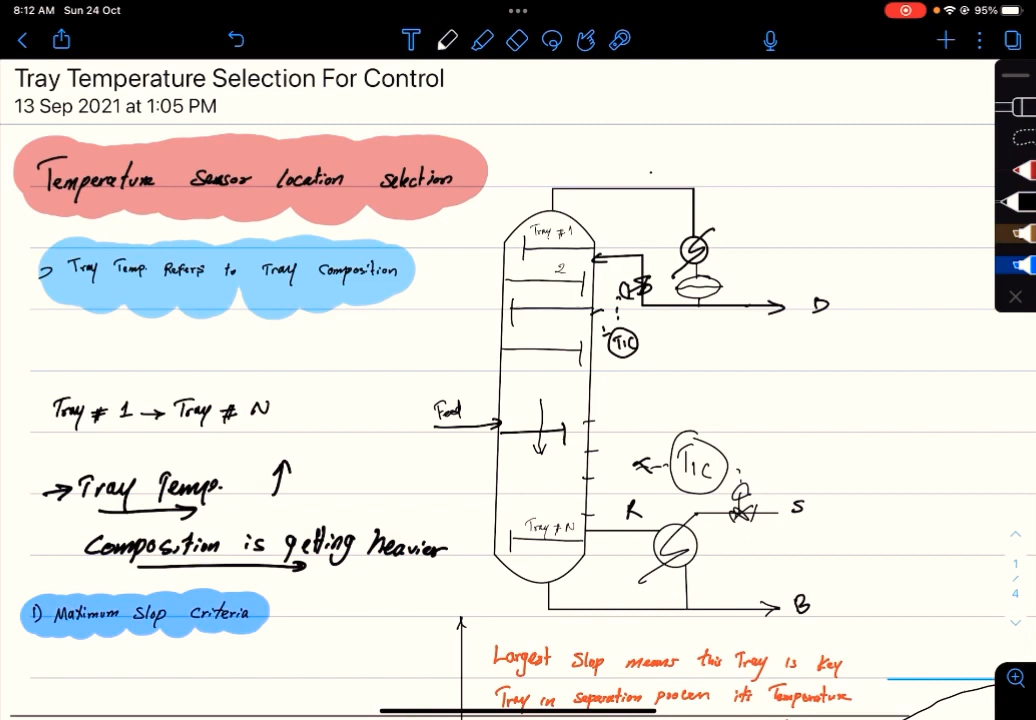 8:12 AM Sun 24 Oct
95%
Tray Temperature Selection For Control
13 Sep 2021 at 1:05 PM
Temperature Sensor Location Selection
Tray Temp. Refers to Tray Composition
Tray # 1
2
D
TIC
Tray # 1 → Tray # N
Feed
→ Tray Temp. ↑
TIC
S
R
Tray # N
Composition is getting heavier
B
1) Maximum Slop Criteria
Largest Slop means this Tray is key
Tray in separation
its Temperature
1
/
4